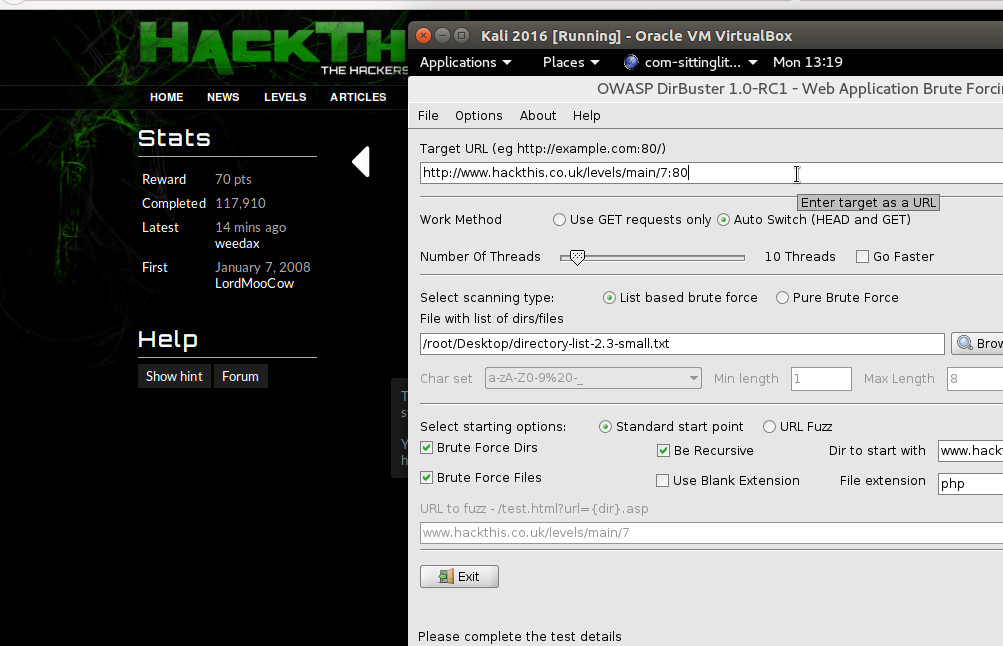 HACKTH
THE HACKERS
HOME NEWS LEVELS ARTICLES
Stats
Reward 70 pts
Completed 117,910
Latest 14 mins ago
weedax
First January 7, 2008
LordMooCow
Help
Show hint Forum
Kali 2016 [Running] - Oracle VM VirtualBox
Applications Places com-sittinglit... Mon 13:19
OWASP DirBuster 1.0-RC1 - Web Application Brute Forcin
File Options About Help
Target URL (eg http://example.com:80/)
http://www.hackthis.co.uk/levels/main/7:80
Enter target as a URL
Work Method Use GET requests only Auto Switch (HEAD and GET)
Number Of Threads 10 Threads Go Faster
Select scanning type: List based brute force Pure Brute Force
File with list of dirs/files
/root/Desktop/directory-list-2.3-small.txt Brow
Char set a-zA-Z0-9%20-_ Min length 1 Max Length 8
Select starting options: Standard start point URL Fuzz
Brute Force Dirs Be Recursive Dir to start with www.hack
Brute Force Files Use Blank Extension File extension php
URL to fuzz - /test.html?url={dir}.asp
www.hackthis.co.uk/levels/main/7
Exit
Please complete the test details